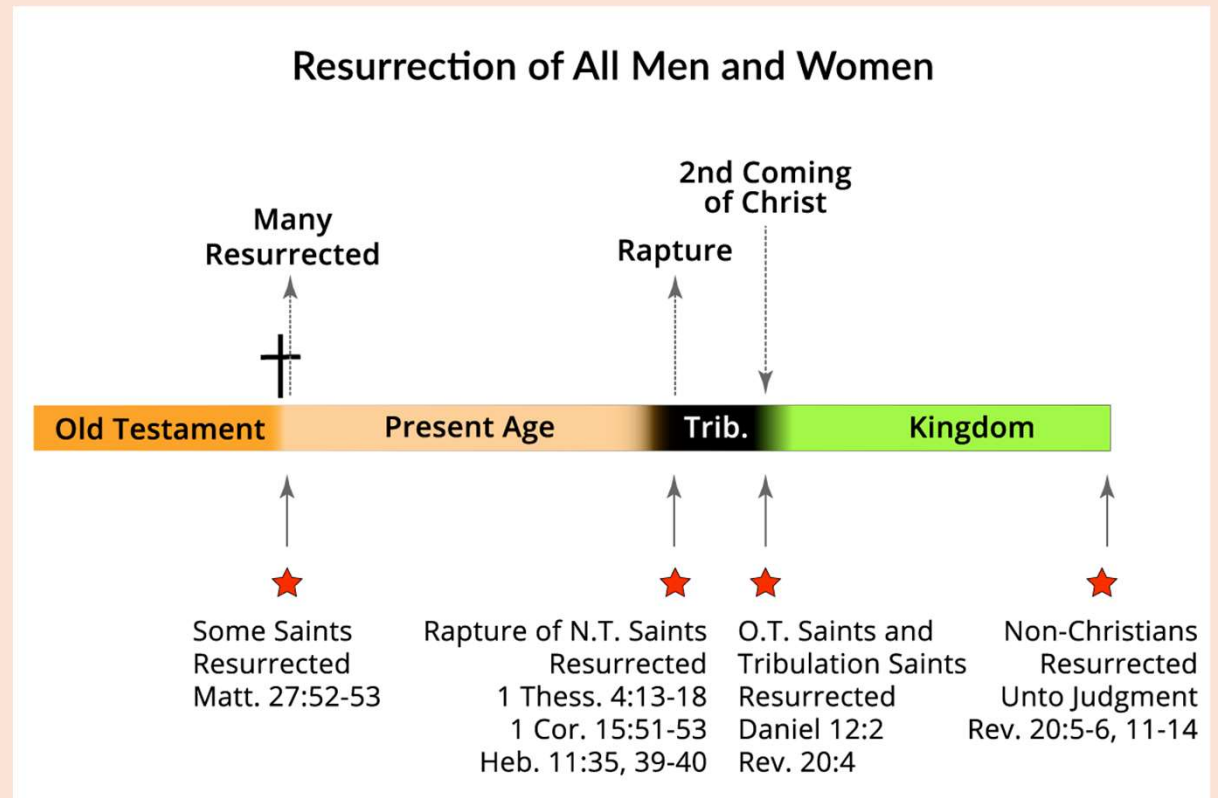 Resurrection of All Men and Women
2nd Coming
of Christ
Many
Resurrected
Rapture
Old Testament
Present Age
Trib.
Kingdom
Some Saints
Resurrected
Matt. 27:52-53
Rapture of N.T. Saints
Resurrected
1 Thess. 4:13-18
1 Cor. 15:51-53
Heb. 11:35, 39-40
O.T. Saints and
Tribulation Saints
Resurrected
Daniel 12:2
Rev. 20:4
Non-Christians
Resurrected
Unto Judgment
Rev. 20:5-6, 11-14